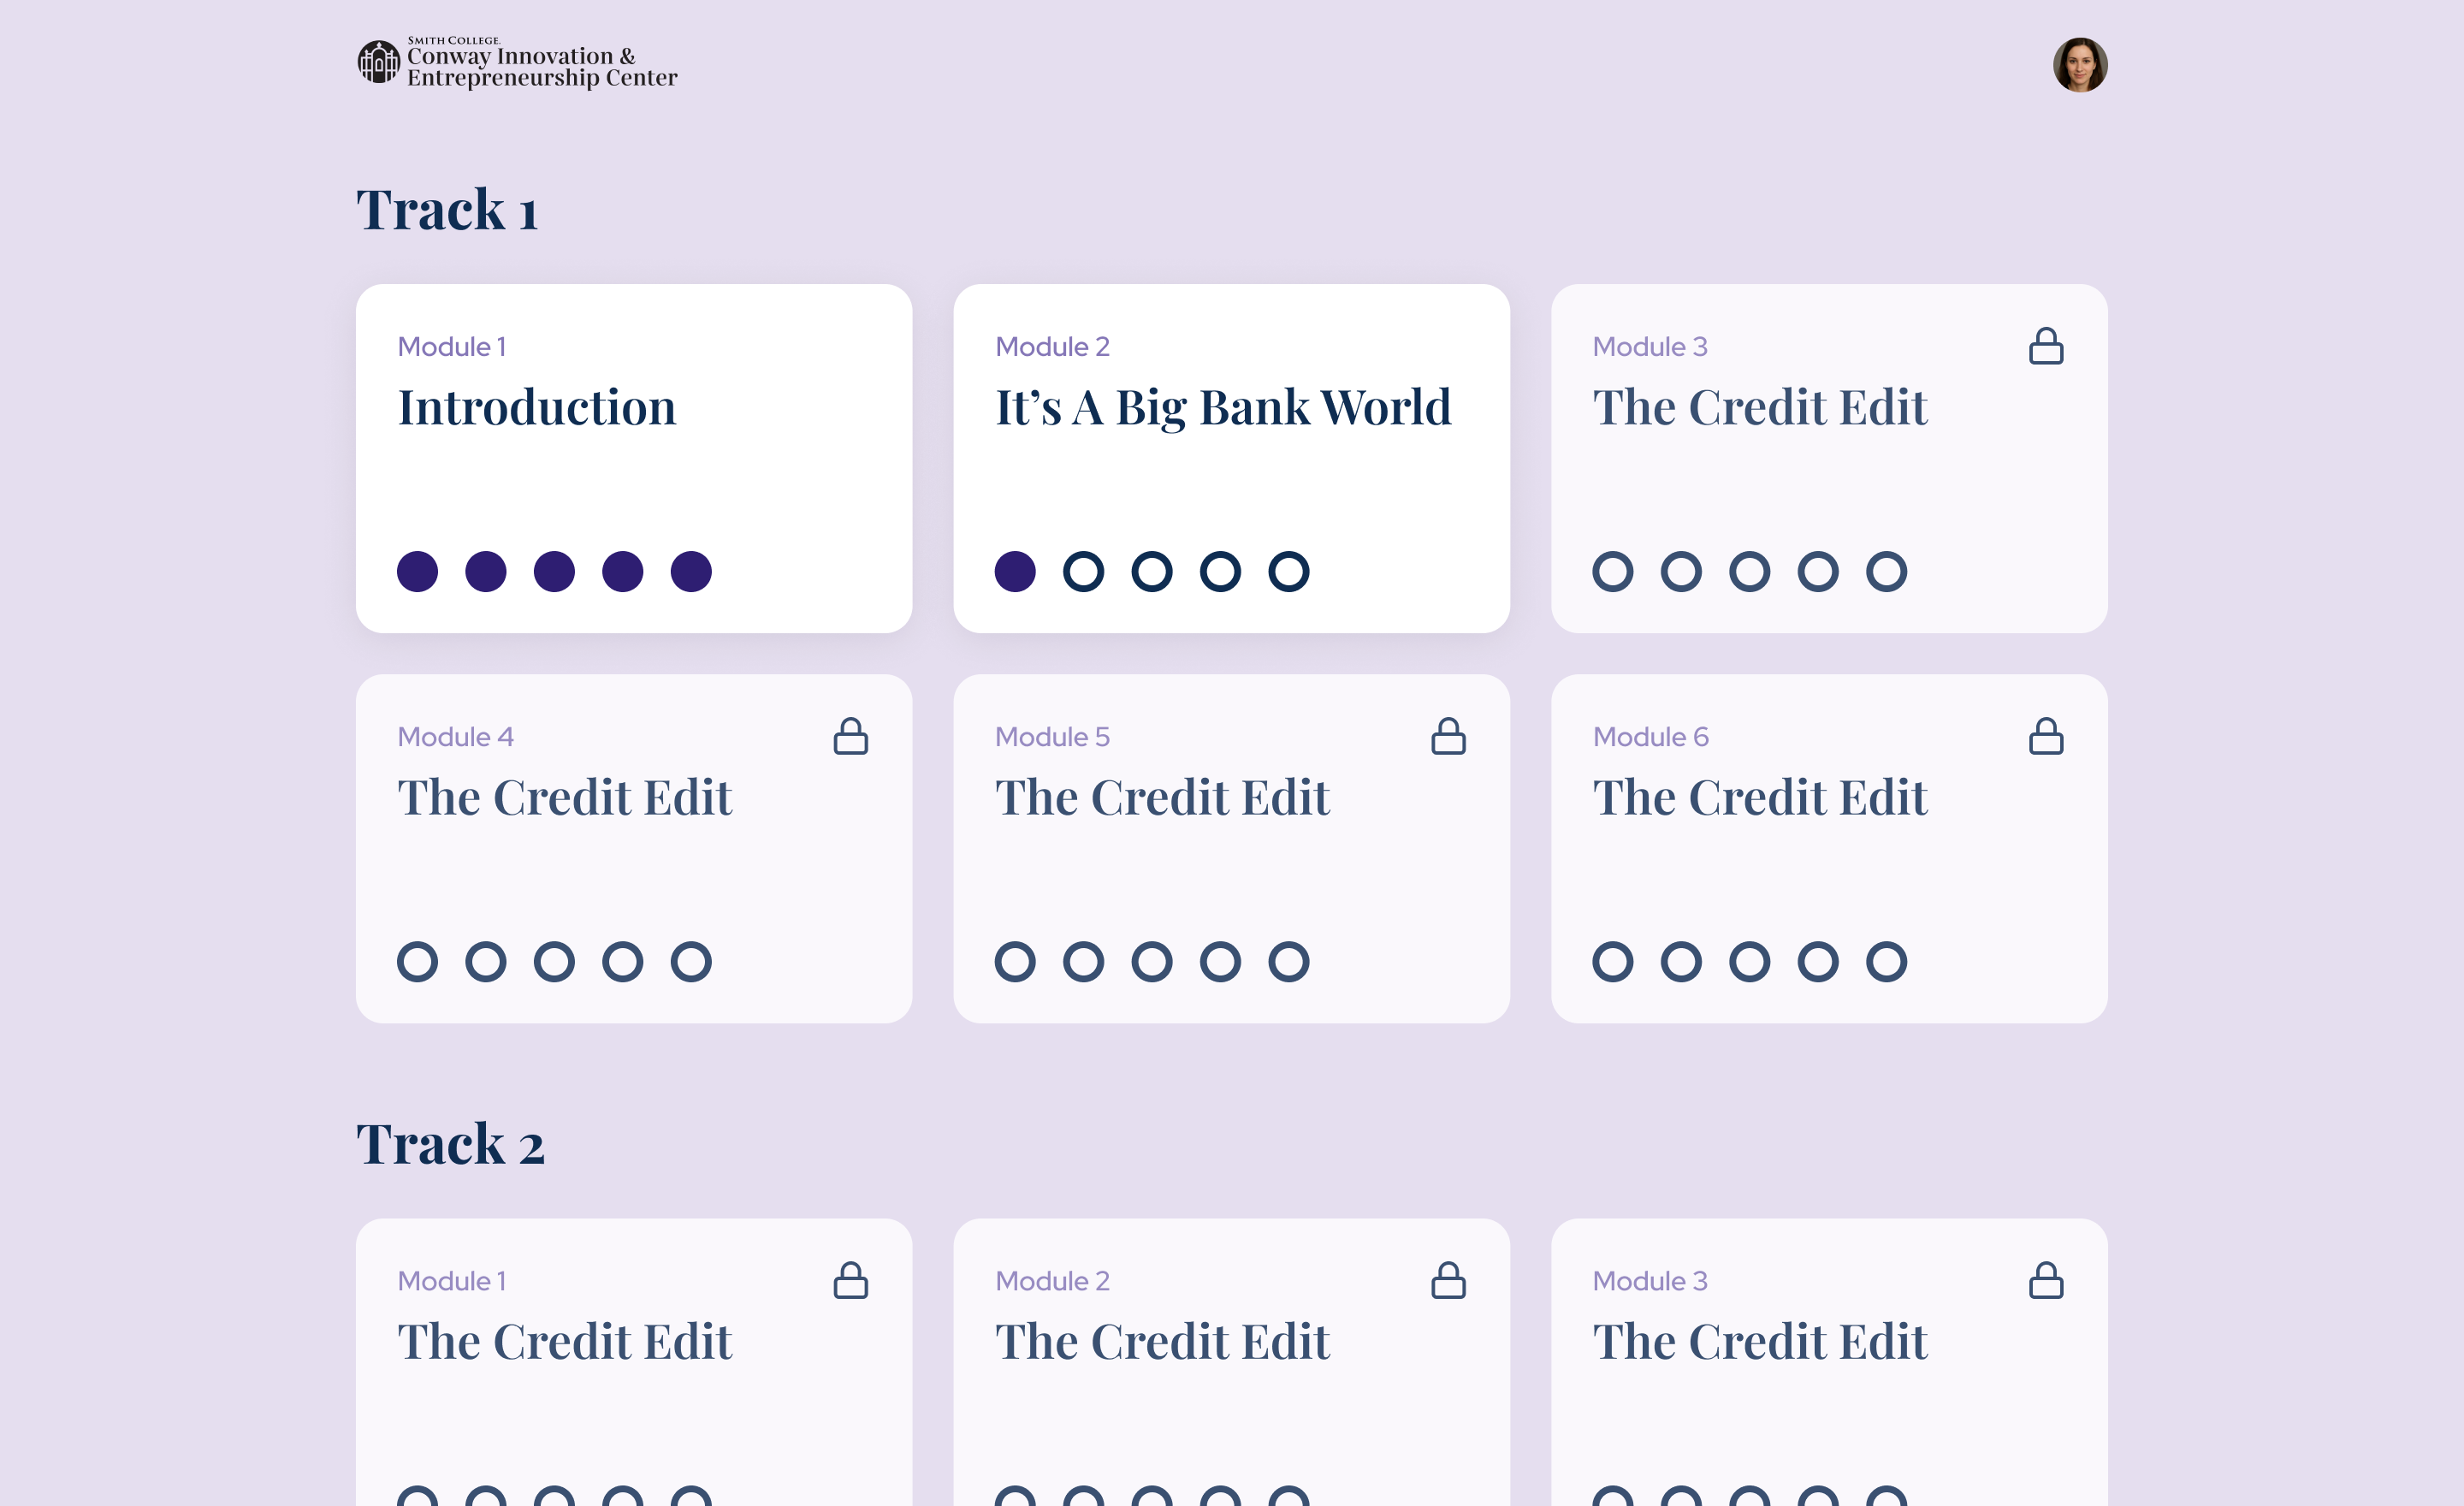 SMITH COLLEGE.
Conway Innovation &
Entrepreneurship Center
Track 1
Module 1
Introduction
Module 2
It’s A Big Bank World
Module 3
The Credit Edit
Module 4
The Credit Edit
Module 5
The Credit Edit
Module 6
The Credit Edit
Track 2
Module 1
The Credit Edit
Module 2
The Credit Edit
Module 3
The Credit Edit